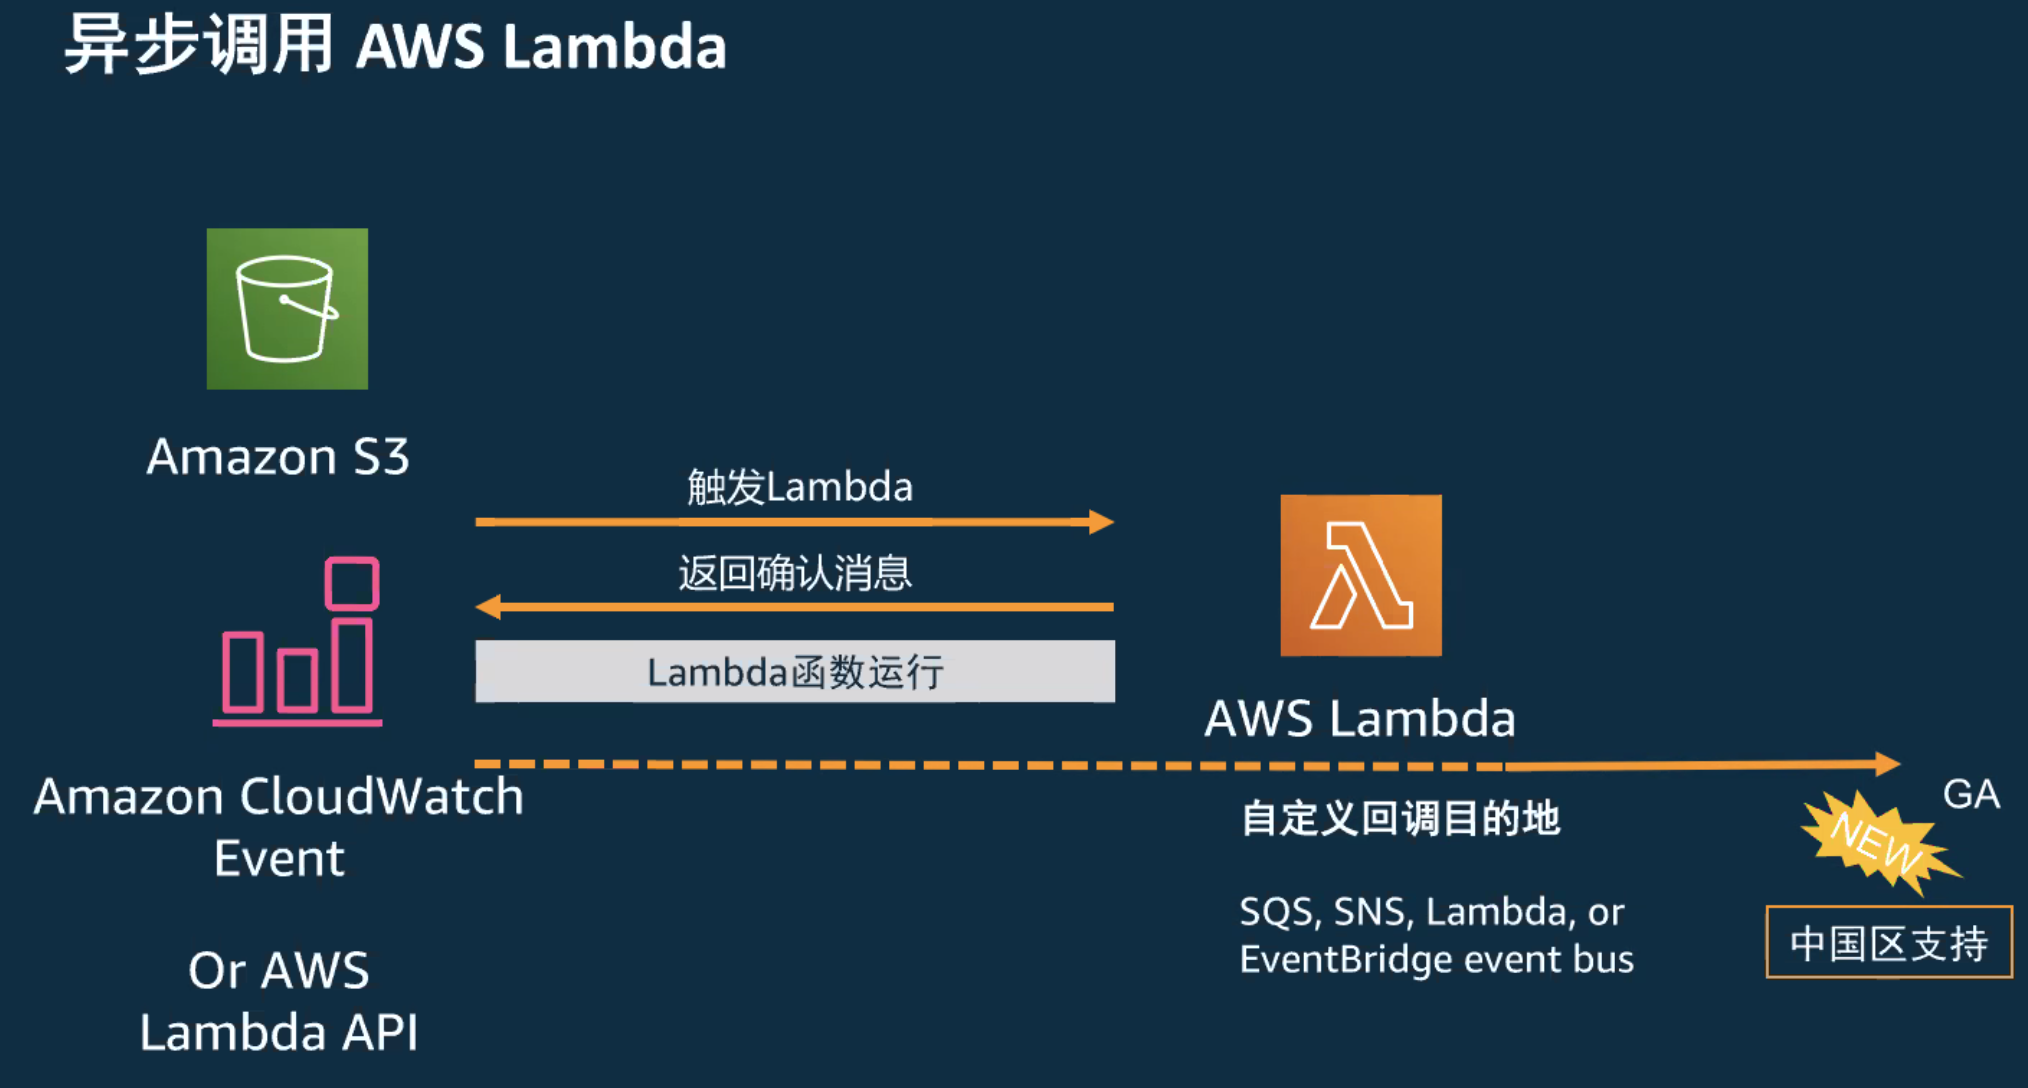 异步调用 AWS Lambda
Amazon S3
触发Lambda
返回确认消息
Lambda函数运行
AWS Lambda
Amazon CloudWatch
Event
Or AWS
Lambda API
自定义回调目的地
SQS, SNS, Lambda, or
EventBridge event bus
GA
NEW
中国区支持